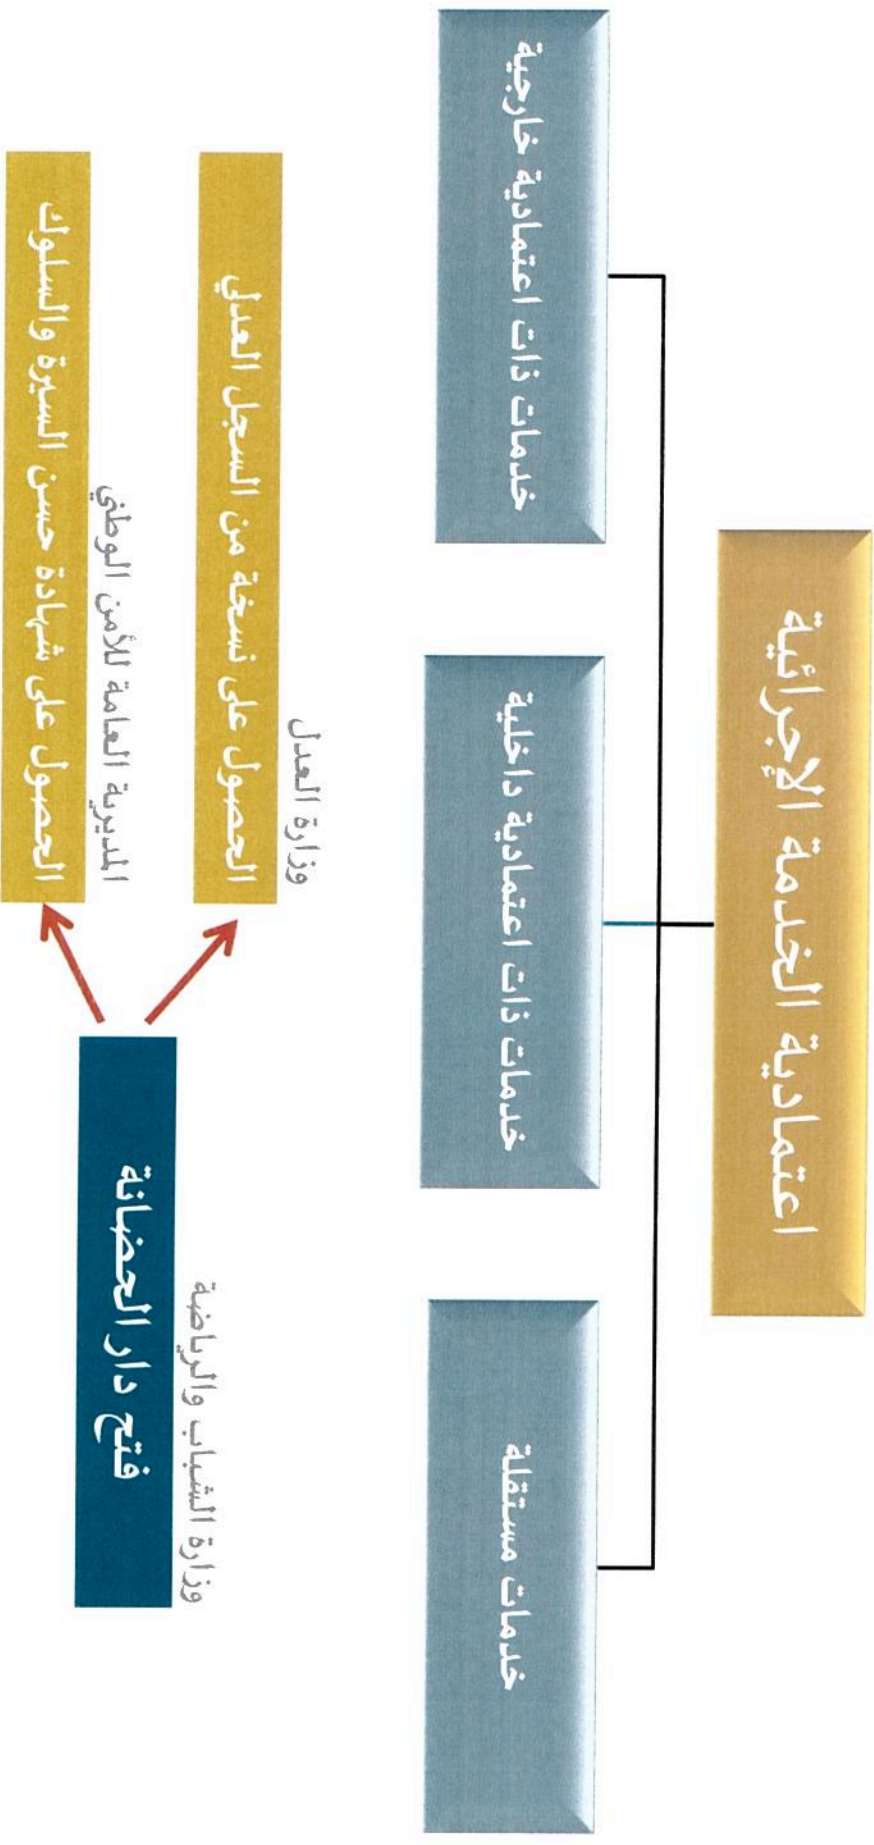 اعتمادية الخدمة الإجرائية
خدمات مستقلة
خدمات ذات اعتمادية داخلية
خدمات ذات اعتمادية خارجية
وزارة الشباب والرياضة
فتح دار الحضانة
وزارة العدل
الحصول على نسخة من السجل العدلي
المديرية العامة للأمن الوطني
الحصول على شهادة حسن السيرة والسلوك